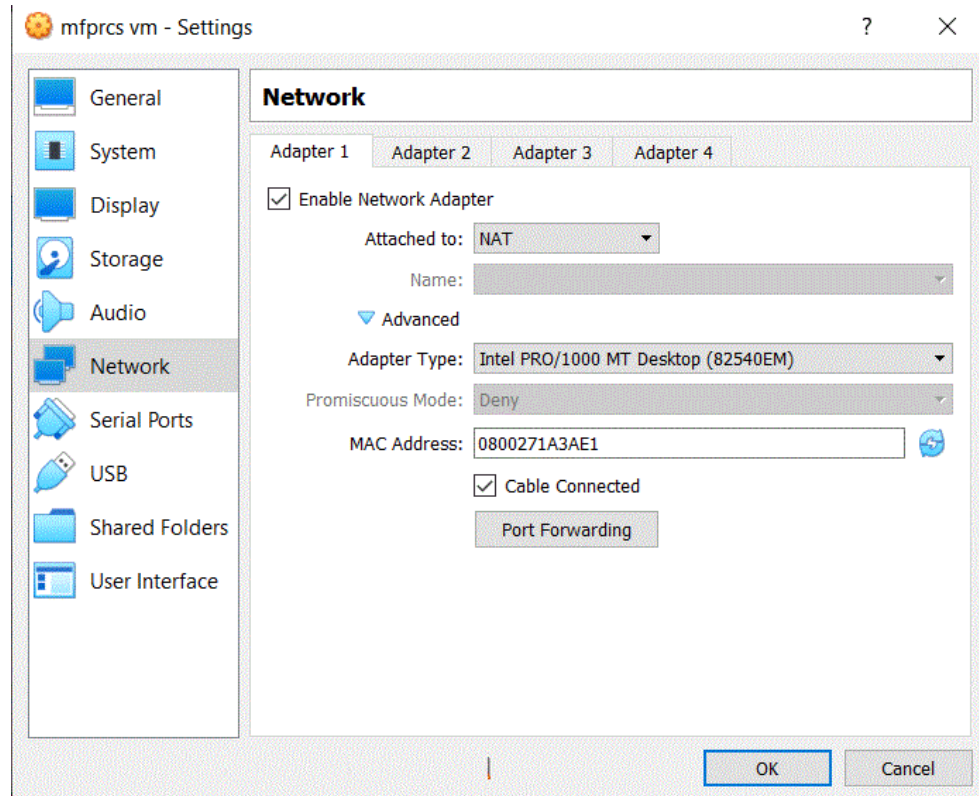 mfprcs vm - Settings
?
General
System
Display
Storage
Audio
Network
Serial Ports
USB
Shared Folders
User Interface
Network
Adapter 1 Adapter 2 Adapter 3 Adapter 4
Enable Network Adapter
Attached to: NAT
Name:
Advanced
Adapter Type: Intel PRO/1000 MT Desktop (82540EM)
Promiscuous Mode: Deny
MAC Address: 0800271A3AE1
Cable Connected
Port Forwarding
OK Cancel